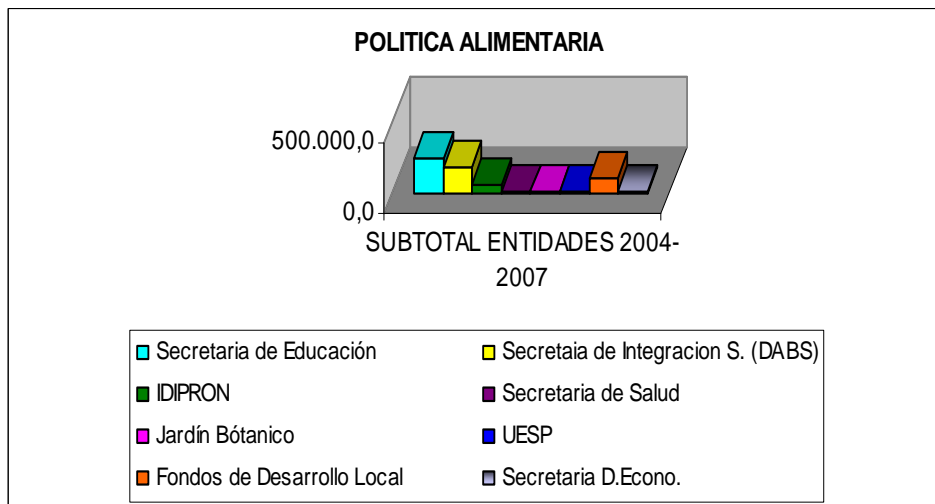 POLITICA ALIMENTARIA
500.000,0
0,0
SUBTOTAL ENTIDADES 2004-
2007
Secretaria de Educación
Secretaia de Integracion S. (DABS)
IDIPRON
Secretaria de Salud
Jardín Bótanico
UESP
Fondos de Desarrollo Local
Secretaria D.Econo.